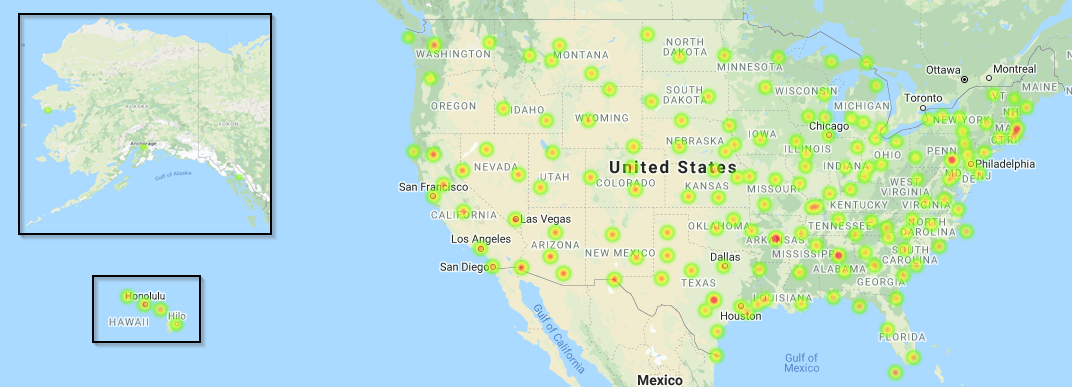 ALASKA
YUKON
Anchorage
Gulf of Alaska
Honolulu
HAWAII
Hilo
WASHINGTON
MONTANA
NORTH
DAKOTA
MINNESOTA
Ottawa
Montreal
MAINE
OREGON
IDAHO
WYOMING
SOUTH
DAKOTA
WISCONSIN
MICHIGAN
Toronto
VT
NH
NEW YORK
MA
CT RI
NEBRASKA
IOWA
Chicago
ILLINOIS
INDIANA
OHIO
PENN
Philadelphia
MD
DE NJ
NEVADA
UTAH
COLORADO
United States
KANSAS
MISSOURI
WEST
VIRGINIA
VIRGINIA
KENTUCKY
San Francisco
CALIFORNIA
Las Vegas
Los Angeles
San Diego
ARIZONA
NEW MEXICO
OKLAHOMA
ARKANSAS
TENNESSEE
NORTH
CAROLINA
SOUTH
CAROLINA
MISSISSIPPI
ALABAMA
GEORGIA
Dallas
TEXAS
LOUISIANA
Houston
FLORIDA
Gulf of California
Gulf of
Mexico
Mexico